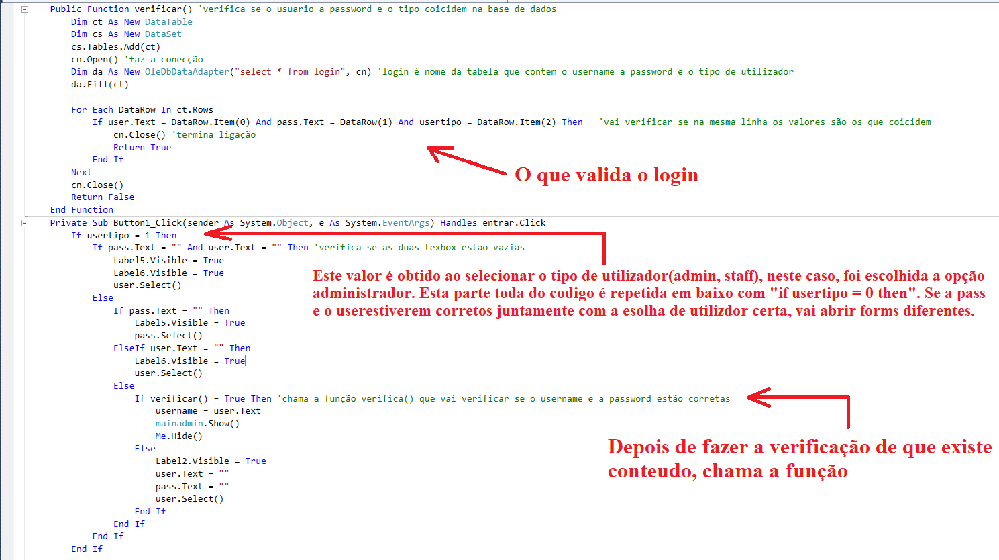 Public Function verificar() 'verifica se o usuario a password e o tipo coicidem na base de dados
Dim ct As New DataTable
Dim cs As New DataSet
cs.Tables.Add(ct)
cn.Open() 'faz a conecção
Dim da As New OleDbDataAdapter("select * from login", cn) 'login é nome da tabela que contem o username a password e o tipo de utilizador
da.Fill(ct)
For Each DataRow In ct.Rows
If user.Text = DataRow.Item(0) And pass.Text = DataRow(1) And usertipo = DataRow.Item(2) Then 'vai verificar se na mesma linha os valores são os que coicidem
cn.Close() 'termina ligação
Return True
End If
O que valida o login
Next
cn.Close()
Return False
End Function
Private Sub Button1_Click(sender As System.Object, e As System.EventArgs) Handles entrar.Click
If usertipo = 1 Then
If pass.Text = "" And user.Text = "" Then 'verifica se as duas texbox estao vazias
Label5.Visible = True
Label6.Visible = True
user.Select()
Este valor é obtido ao selecionar o tipo de utilizador(admin, staff), neste caso, foi escolhida a opção
administrador. Esta parte toda do codigo é repetida em baixo com "if usertipo = 0 then". Se a pass
e o userestiverem corretos juntamente com a esolha de utilizdor certa, vai abrir forms diferentes.
Else
If pass.Text = "" Then
Label5.Visible = True
pass.Select()
ElseIf user.Text = "" Then
Label6.Visible = True
user.Select()
Else
If verificar() = True Then 'chama a função verifica() que vai verificar se o username e a password estão corretas
username = user.Text
mainadmin.Show()
Me.Hide()
Else
Depois de fazer a verificação de que existe
conteudo, chama a função
Label2.Visible = True
user.Text = ""
pass.Text = ""
user.Select()
End If
End If
End If
End If